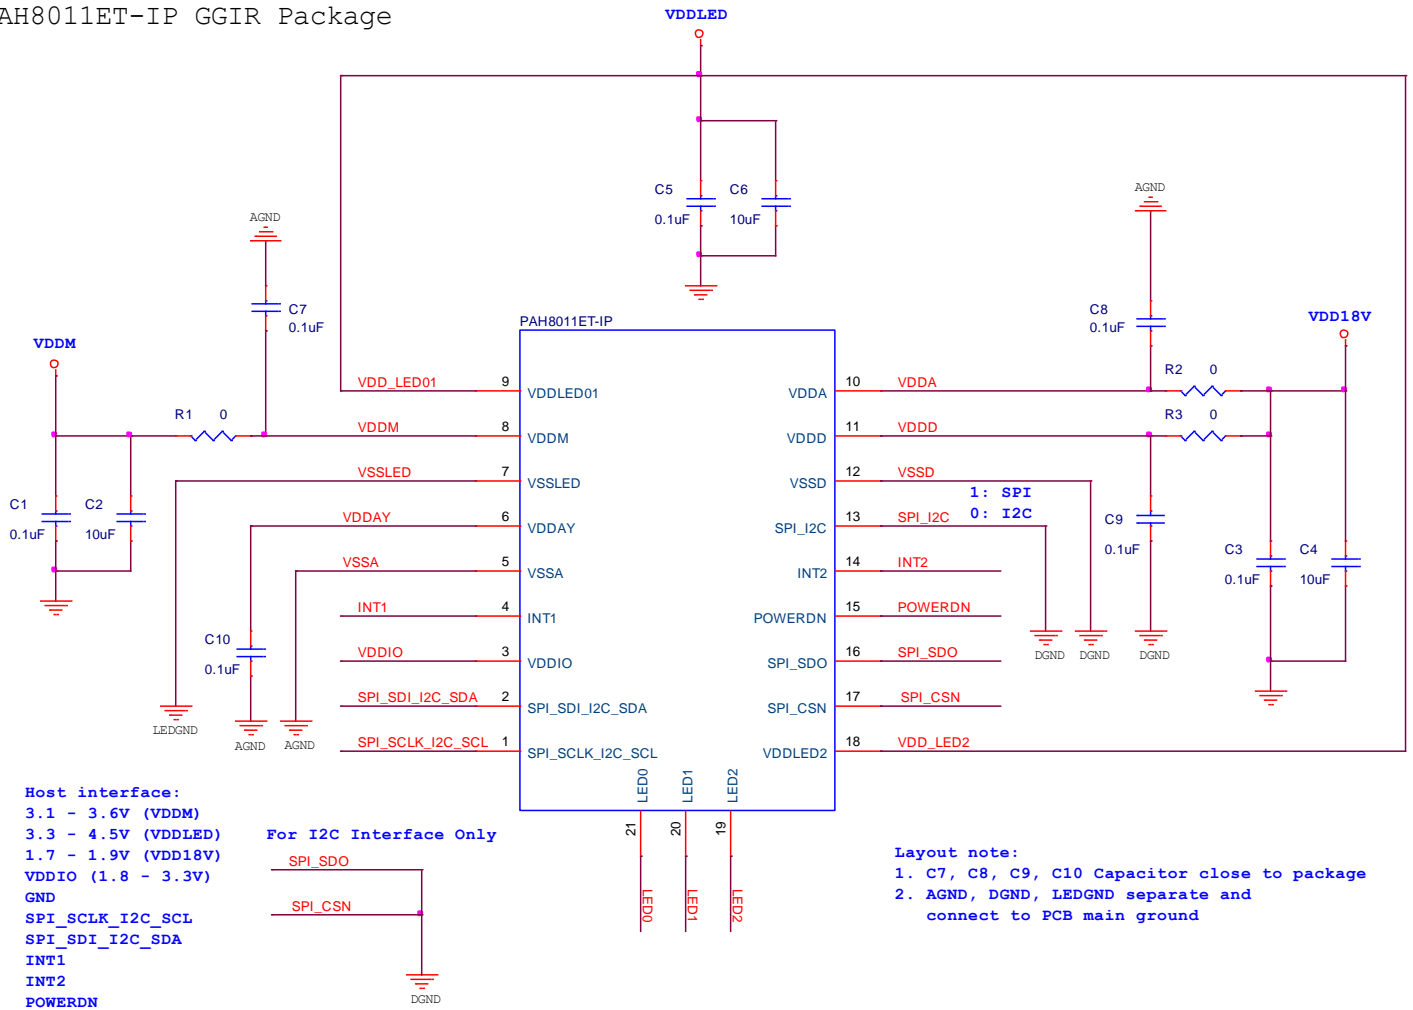 AH8011ET-IP GGIR Package
VDDLED
C5
0.1uF
C6
10uF
AGND
C7
0.1uF
VDDM
R1 0
C1
0.1uF
C2
10uF
AGND
C8
0.1uF
VDD18V
R2 0
R3 0
C9
0.1uF
C3
0.1uF
C4
10uF
PAH8011ET-IP
VDD_LED01 9 VDDLED01
VDDM 8 VDDM
VSSLED 7 VSSLED
VDDAY 6 VDDAY
VSSA 5 VSSA
INT1 4 INT1
VDDIO 3 VDDIO
SPI_SDI_I2C_SDA 2 SPI_SDI_I2C_SDA
SPI_SCLK_I2C_SCL 1 SPI_SCLK_I2C_SCL
VDDA 10 VDDA
VDDD 11 VDDD
VSSD 12 VSSD
SPI_I2C 13 SPI_I2C
INT2 14 INT2
POWERDN 15 POWERDN
SPI_SDO 16 SPI_SDO
SPI_CSN 17 SPI_CSN
VDDLED2 18 VDD_LED2
1: SPI
0: I2C
DGND
DGND
DGND
C10
0.1uF
LEDGND
AGND
AGND
LED0
LED1
LED2
21
20
19
LED0
LED1
LED2
Host interface:
3.1 - 3.6V (VDDM)
3.3 - 4.5V (VDDLED)
1.7 - 1.9V (VDD18V)
VDDIO (1.8 - 3.3V)
GND
SPI_SCLK_I2C_SCL
SPI_SDI_I2C_SDA
INT1
INT2
POWERDN
For I2C Interface Only
SPI_SDO
SPI_CSN
DGND
Layout note:
1. C7, C8, C9, C10 Capacitor close to package
2. AGND, DGND, LEDGND separate and
connect to PCB main ground